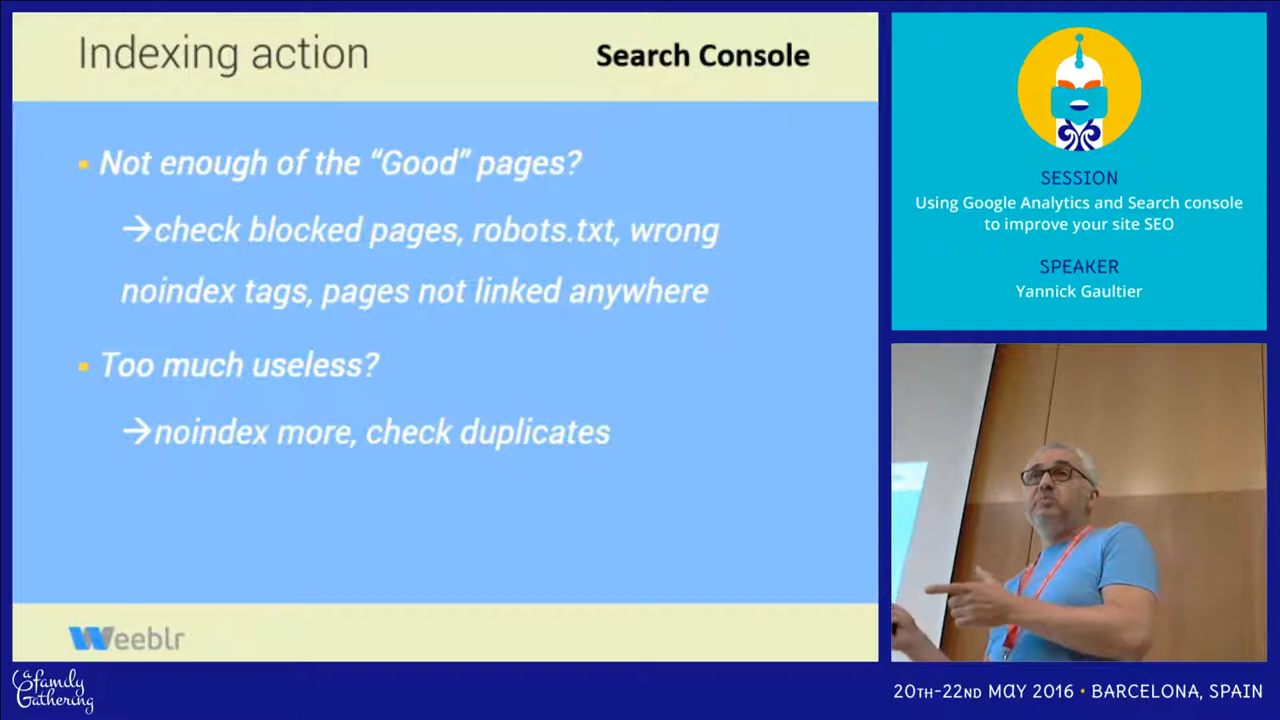 Indexing action
Search Console
Not enough of the “Good” pages?
→check blocked pages, robots.txt, wrong
noindex tags, pages not linked anywhere
Too much useless?
→noindex more, check duplicates
Weeblr
SESSION
Using Google Analytics and Search console
to improve your site SEO
SPEAKER
Yannick Gaultier
a family
Gathering
20TH-22ND MAY 2016 • BARCELONA, SPAIN